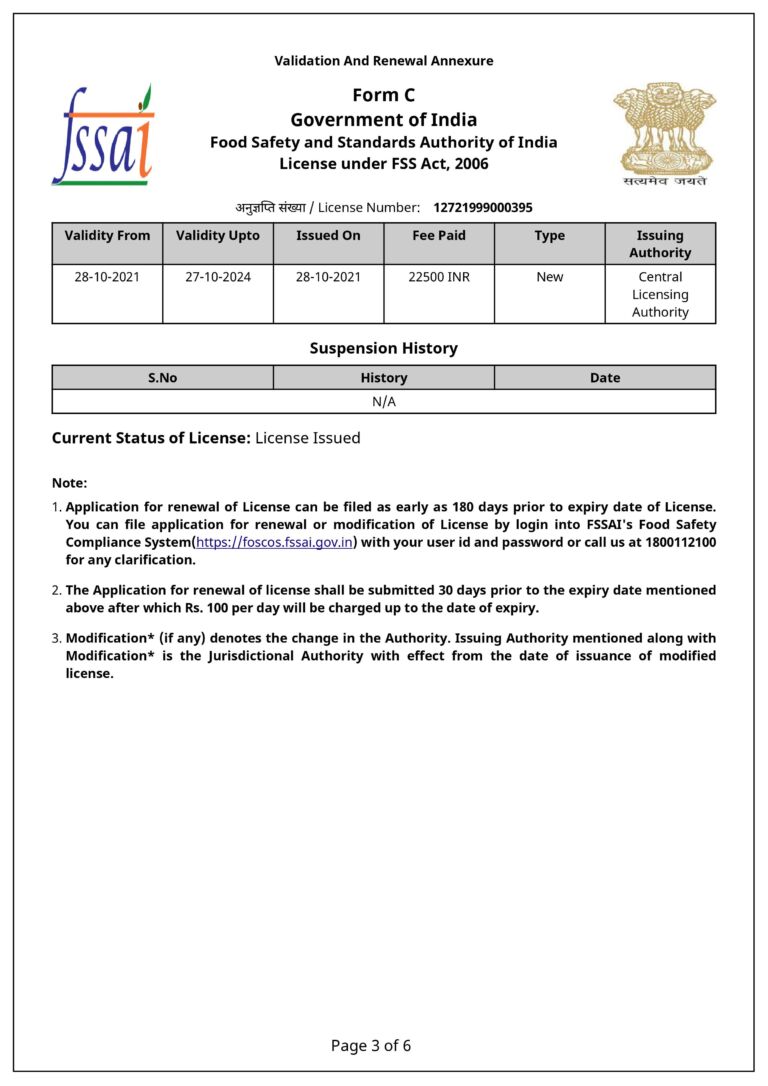 Validation And Renewal Annexure
fssai
Form C
Government of India
Food Safety and Standards Authority of India
License under FSS Act, 2006
सत्यमेव जयते
अनुज्ञप्ति संख्या / License Number: 12721999000395
Validity From Validity Upto Issued On Fee Paid Type Issuing
Authority
28-10-2021 27-10-2024 28-10-2021 22500 INR New Central
Licensing
Authority
Suspension History
S.No History Date
N/A
Current Status of License: License Issued
Note:
1. Application for renewal of License can be filed as early as 180 days prior to expiry date of License.
You can file application for renewal or modification of License by login into FSSAI's Food Safety
Compliance System(https://foscos.fssai.gov.in) with your user id and password or call us at 1800112100
for any clarification.
2. The Application for renewal of license shall be submitted 30 days prior to the expiry date mentioned
above after which Rs. 100 per day will be charged up to the date of expiry.
3. Modification* (if any) denotes the change in the Authority. Issuing Authority mentioned along with
Modification* is the Jurisdictional Authority with effect from the date of issuance of modified
license.
Page 3 of 6